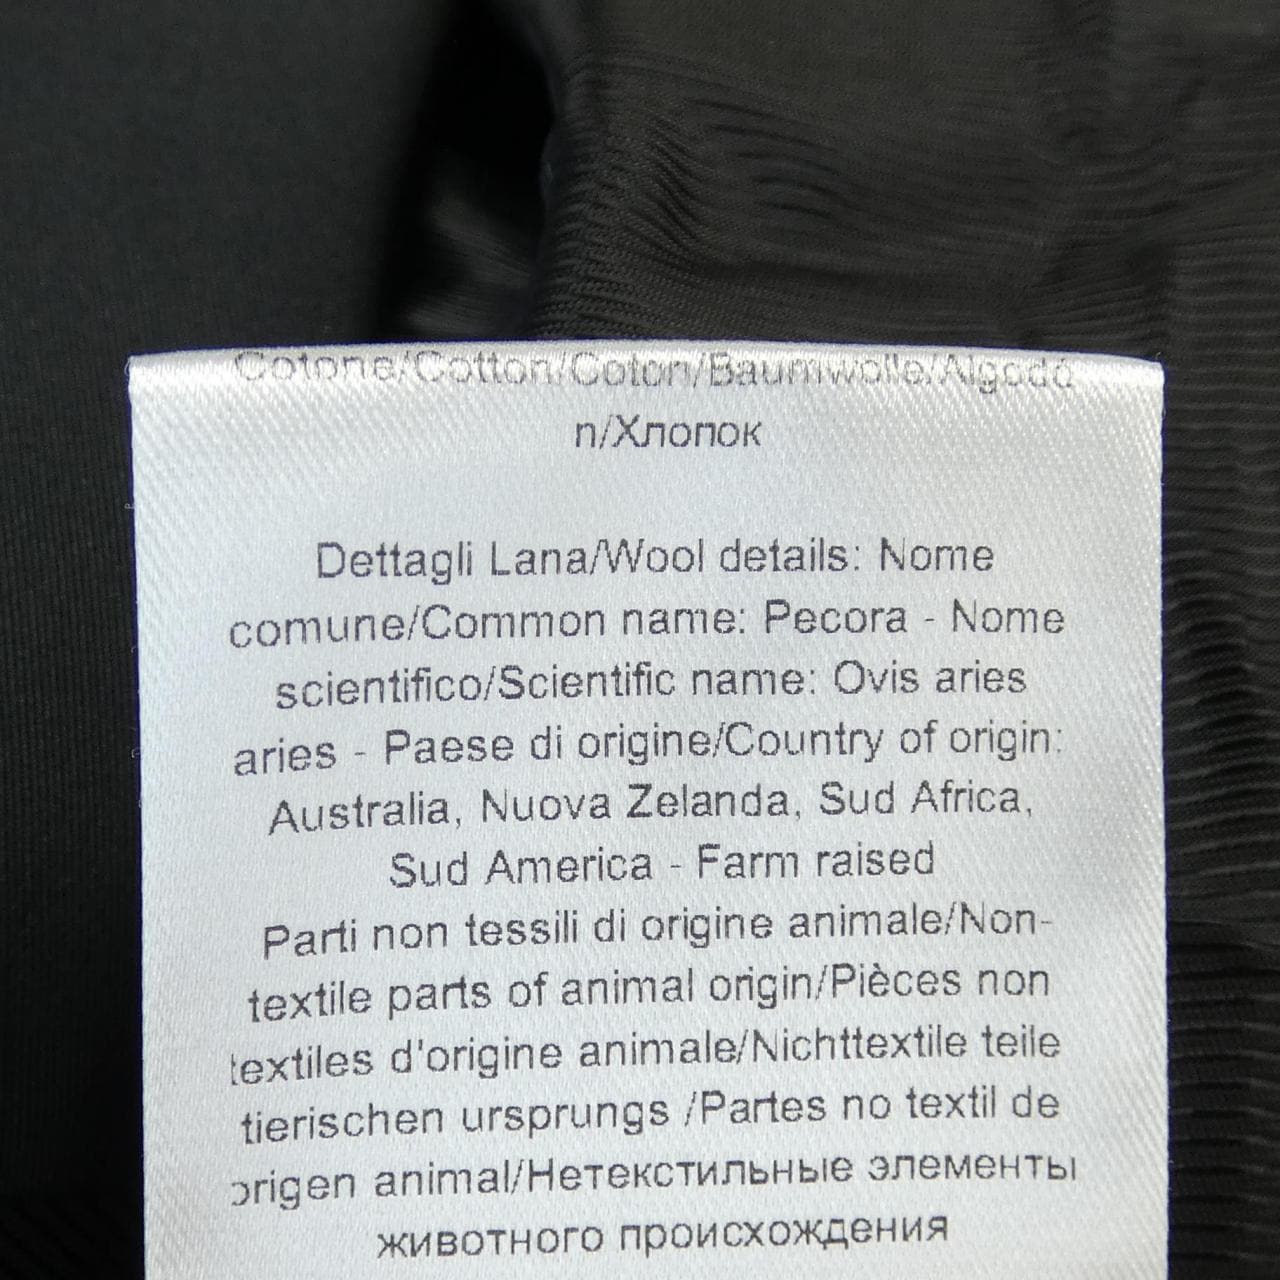 Cotone/Cotton/Coton/Baumwolle/Algodó
n/Хлопок
Dettagli Lana/Wool details: Nome
comune/Common name: Pecora - Nome
scientifico/Scientific name: Ovis aries
aries - Paese di origine/Country of origin:
Australia, Nuova Zelanda, Sud Africa,
Sud America - Farm raised
Parti non tessili di origine animale/Non-
textile parts of animal origin/Pièces non
textiles d'origine animale/Nichttextile teile
tierischen ursprungs /Partes no textil de
origen animal/Нетекстильные элементы
животного происхождения